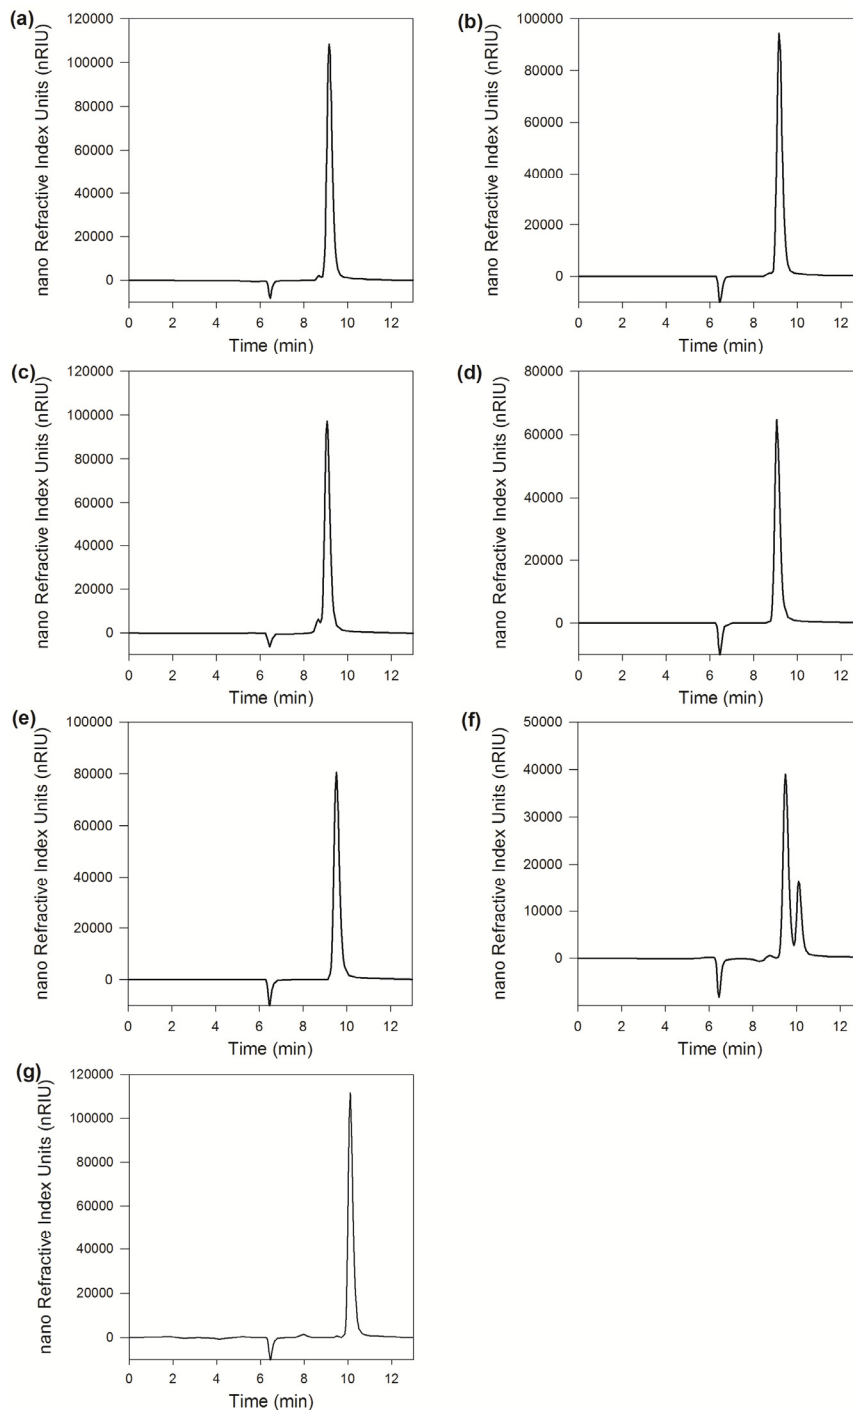 (a)
nano Refractive Index Units (nRIU)
120000
100000
80000
60000
40000
20000
0
0 2 4 6 8 10 12
Time (min)
(b)
nano Refractive Index Units (nRIU)
100000
80000
60000
40000
20000
0
0 2 4 6 8 10 12
Time (min)
(c)
nano Refractive Index Units (nRIU)
120000
100000
80000
60000
40000
20000
0
0 2 4 6 8 10 12
Time (min)
(d)
nano Refractive Index Units (nRIU)
80000
60000
40000
20000
0
0 2 4 6 8 10 12
Time (min)
(e)
nano Refractive Index Units (nRIU)
100000
80000
60000
40000
20000
0
0 2 4 6 8 10 12
Time (min)
(f)
nano Refractive Index Units (nRIU)
50000
40000
30000
20000
10000
0
0 2 4 6 8 10 12
Time (min)
(g)
nano Refractive Index Units (nRIU)
120000
100000
80000
60000
40000
20000
0
0 2 4 6 8 10 12
Time (min)